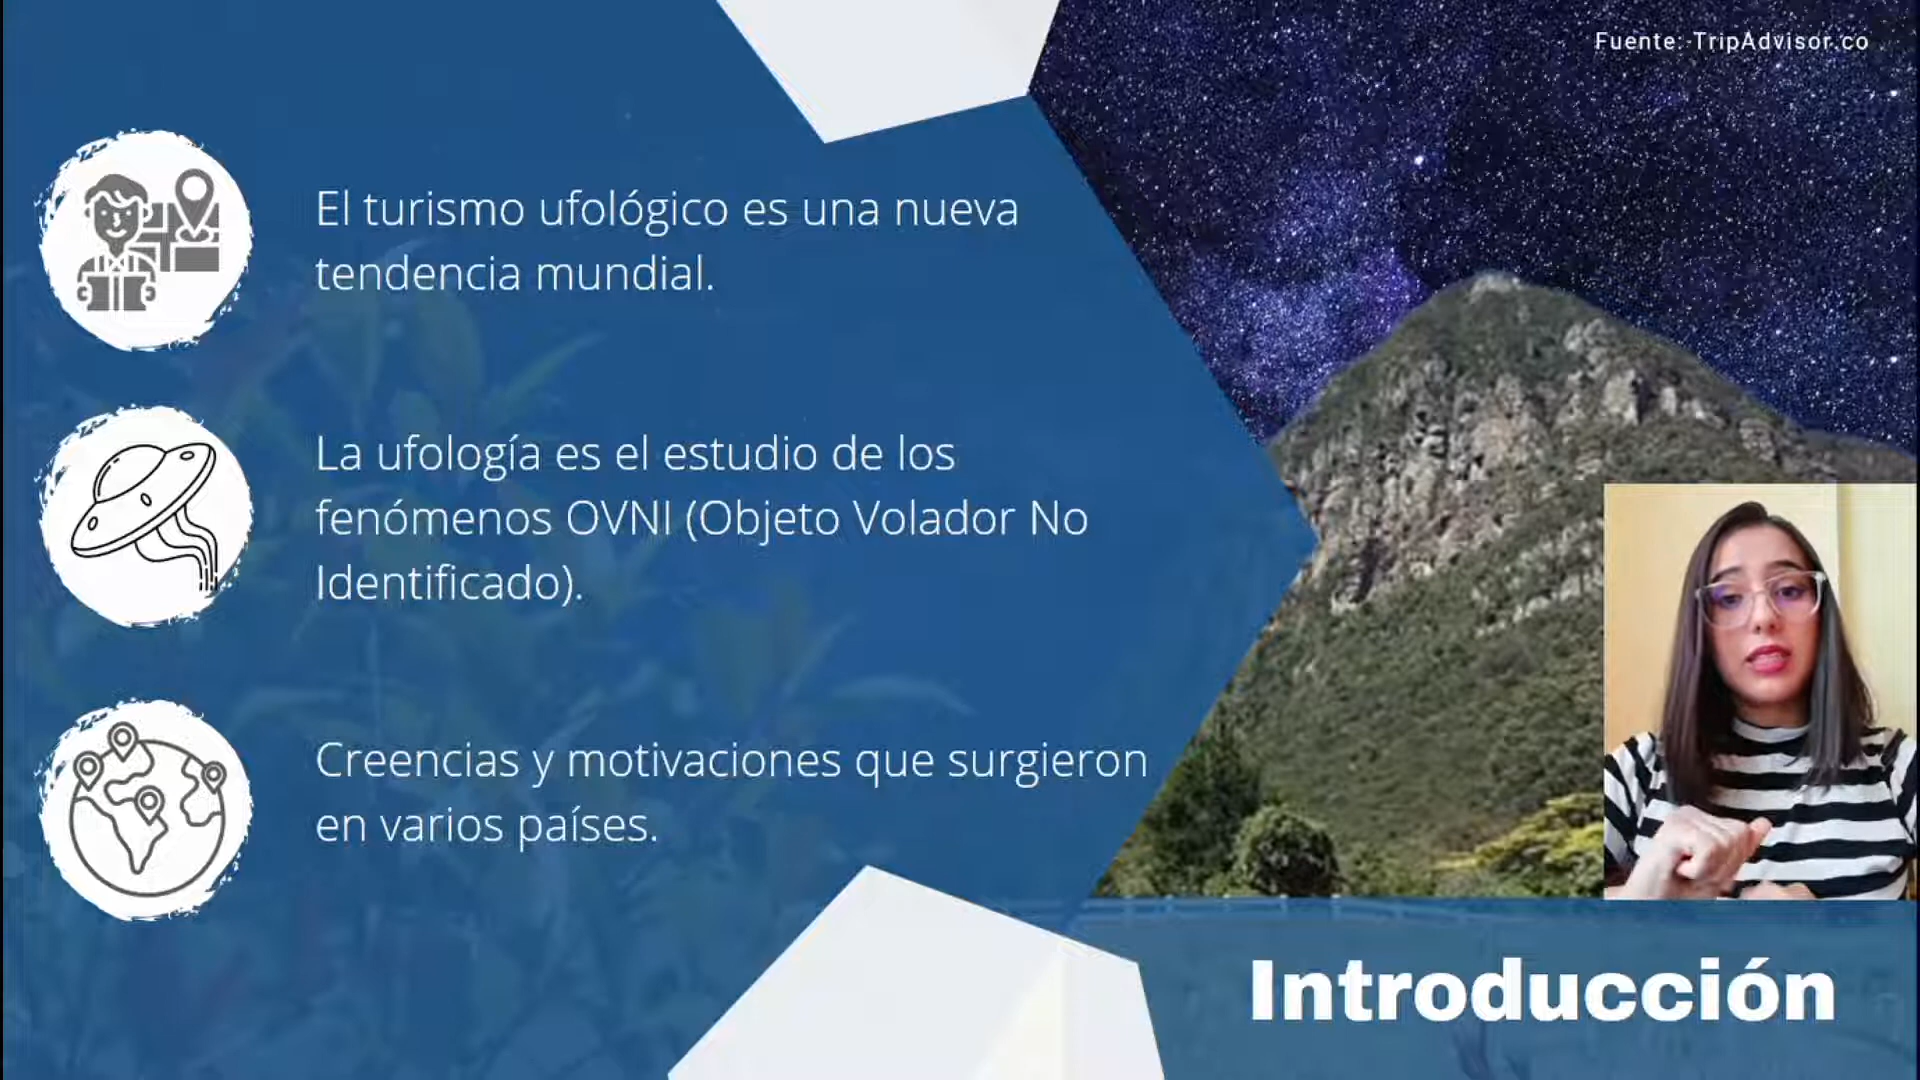 Fuente: TripAdvisor.co
El turismo ufológico es una nueva
tendencia mundial.
La ufología es el estudio de los
fenómenos OVNI (Objeto Volador No
Identificado).
Creencias y motivaciones que surgieron
en varios países.
Introducción